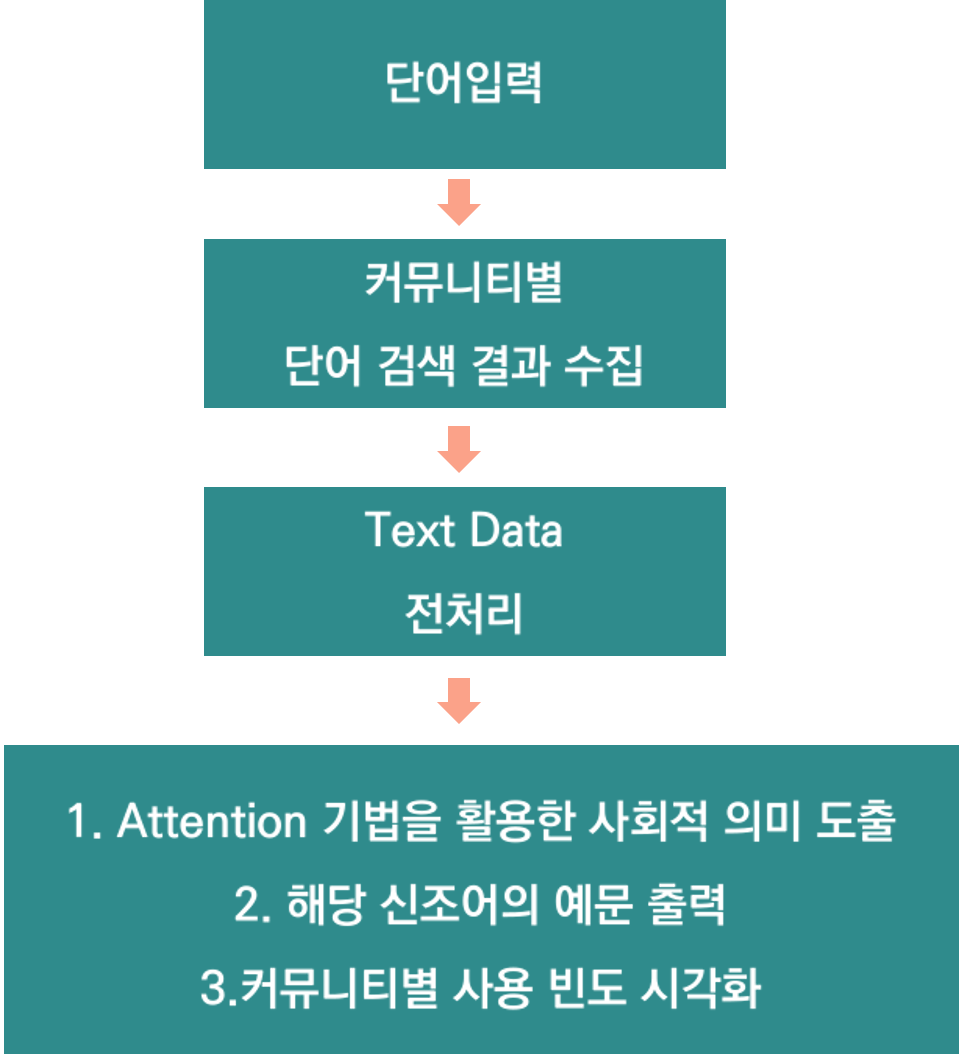 단어입력
커뮤니티별
단어 검색 결과 수집
Text Data
전처리
1. Attention 기법을 활용한 사회적 의미 도출
2. 해당 신조어의 예문 출력
3.커뮤니티별 사용 빈도 시각화